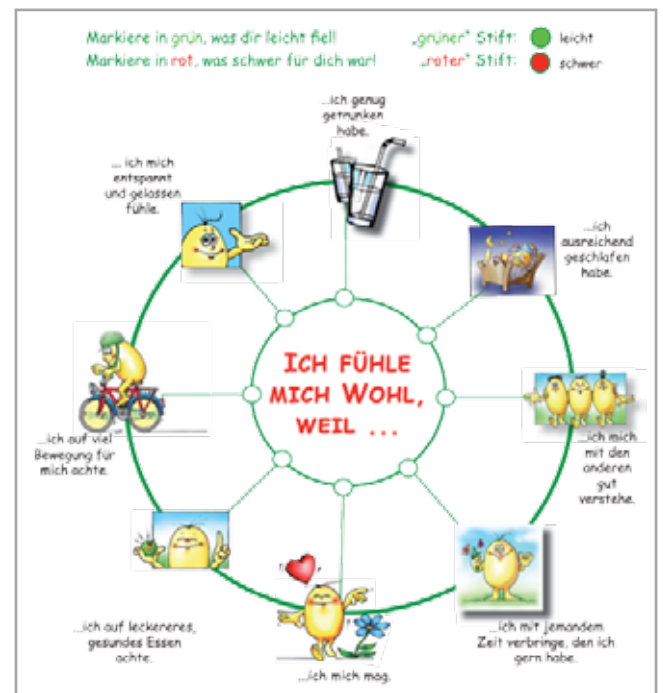 Markiere in grün, was dir leicht fiel!
Markiere in rot, was schwer für dich war!
„grüner“ Stift: leicht
„roter“ Stift: schwer
...ich genug
getrunken
habe.
... ich mich
entspannt
und gelassen
fühle.
...ich
ausreichend
geschlafen
habe.
ICH FÜHLE
MICH WOHL,
WEIL ...
...ich auf viel
Bewegung für
mich achte.
...ich mich
mit den
anderen
gut
verstehe.
...ich auf leckereres,
gesundes Essen
achte.
...ich mich mag.
...ich mit jemandem
Zeit verbringe, den ich
gern habe.